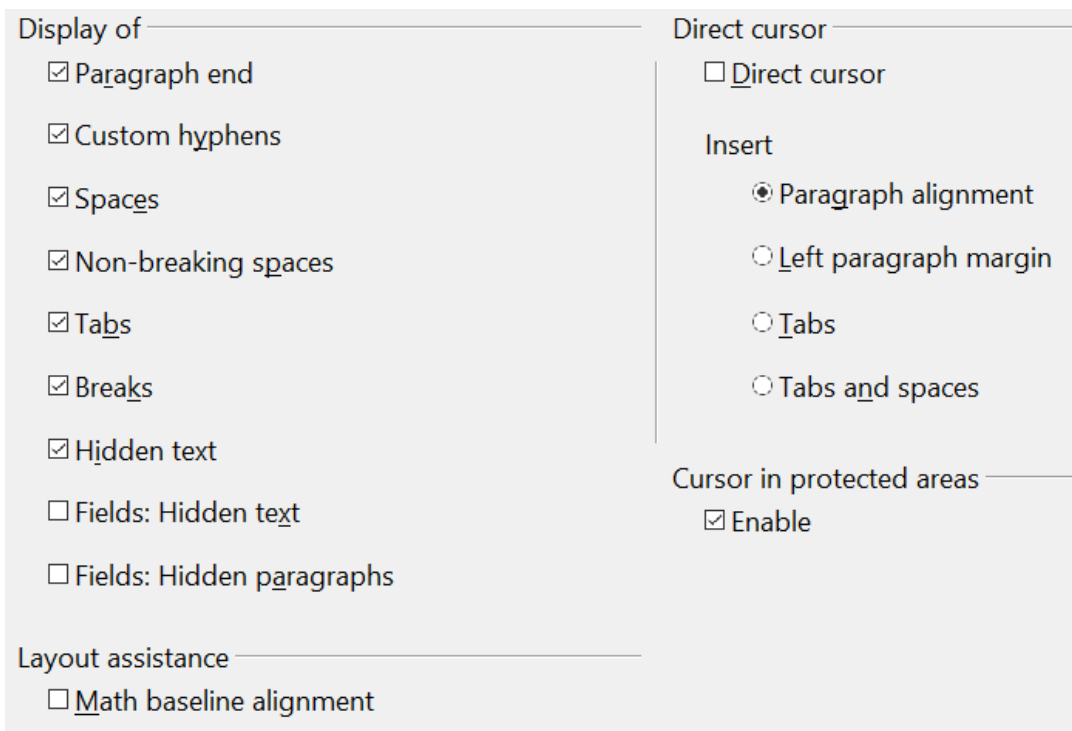 Display of
Paragraph end
Custom hyphens
Spaces
Non-breaking spaces
Tabs
Breaks
Hidden text
Fields: Hidden text
Fields: Hidden paragraphs
Layout assistance
Math baseline alignment
Direct cursor
Direct cursor
Insert
Paragraph alignment
Left paragraph margin
Tabs
Tabs and spaces
Cursor in protected areas
Enable